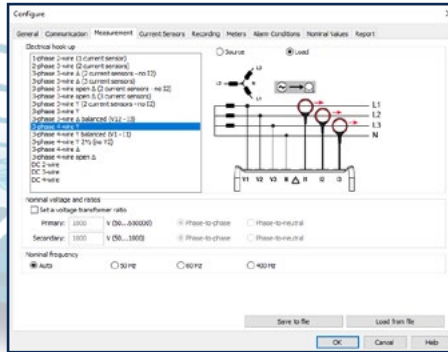 Configure
General Communication Measurement Current Sensors Recording Meters Alarm Conditions Nominal Values Report
Electrical hook up
1-phase 2-wire (1 current sensor)
2-phase 3-wire (2 current sensors)
3-phase 3-wire Δ (2 current sensors - no I2)
3-phase 3-wire Δ (3 current sensors)
3-phase 3-wire open Δ (2 current sensors - no I2)
3-phase 3-wire open Δ (3 current sensors)
3-phase 3-wire Y (2 current sensors - no I2)
3-phase 3-wire Y
3-phase 3-wire Δ balanced (V12 - I3)
3-phase 4-wire Y
3-phase 4-wire Y balanced (V1 - I1)
3-phase 4-wire Y 2½ (no V2)
3-phase 4-wire Δ
3-phase 4-wire open Δ
DC 2-wire
DC 3-wire
DC 4-wire
Source
Load
L3
L2
L1
L1
L2
L3
N
V1 V2 V3 N I1 I2 I3
Nominal voltage and ratios
Set a voltage transformer ratio
Primary: 1000 V (50...650000) Phase-to-phase Phase-to-neutral
Secondary: 1000 V (50...1000) Phase-to-phase Phase-to-neutral
Nominal frequency
Auto 50 Hz 60 Hz 400 Hz
Save to file Load from file
OK Cancel Help